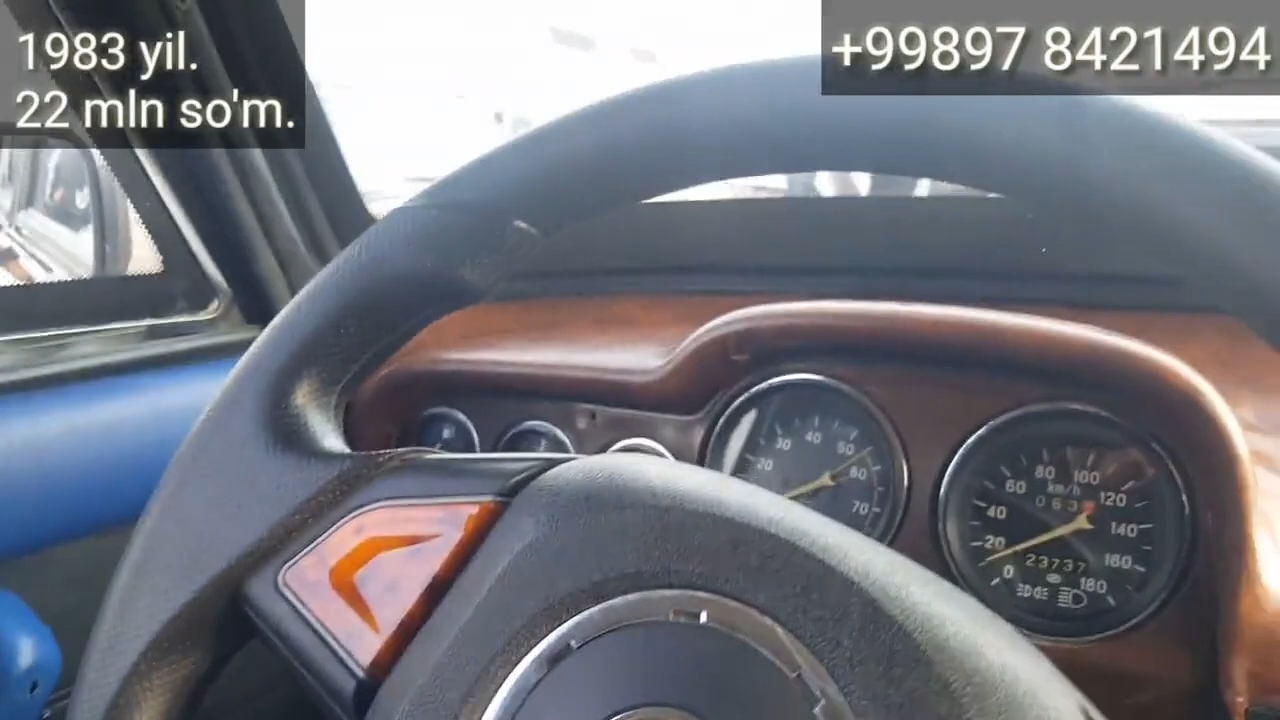 1983 yil.
22 mln so'm.
+99897 8421494
20 30 40 50 60 70
0 20 40 60 80 100 120 140 160 180
km/h
063
23737